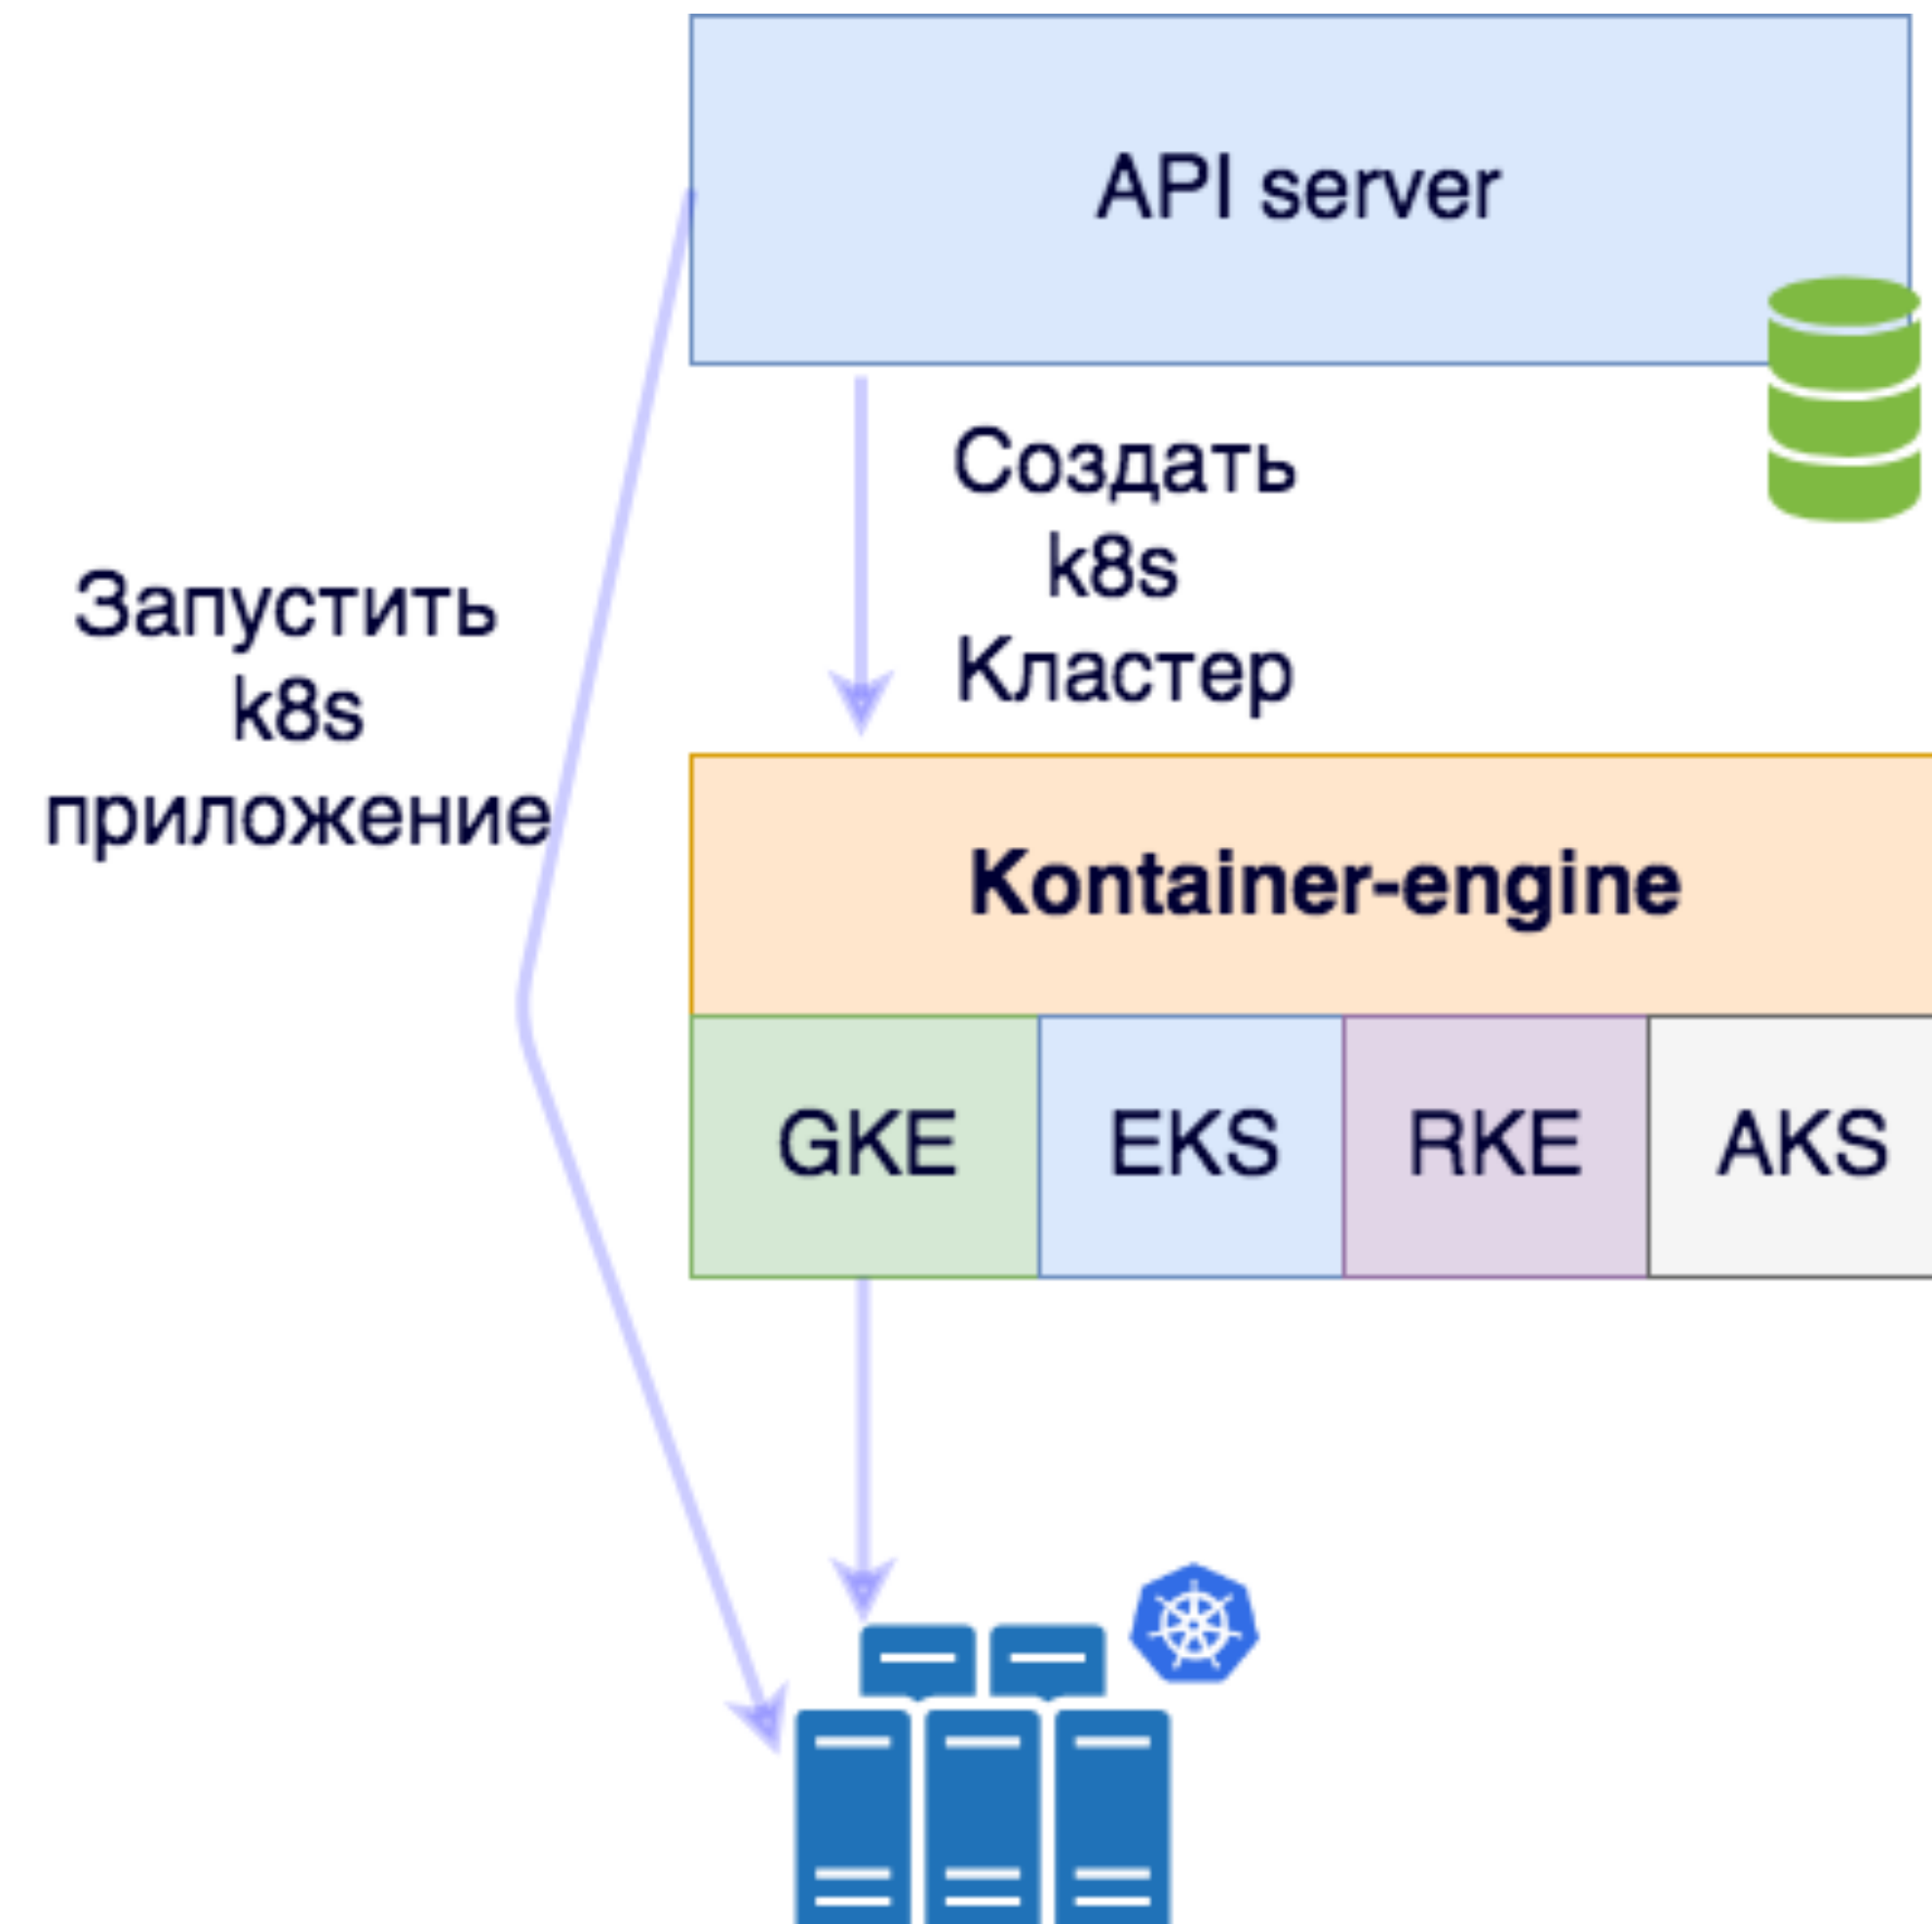 API server
Создать
k8s
Кластер
Запустить
k8s
приложение
Kontainer-engine
GKE
EKS
RKE
AKS